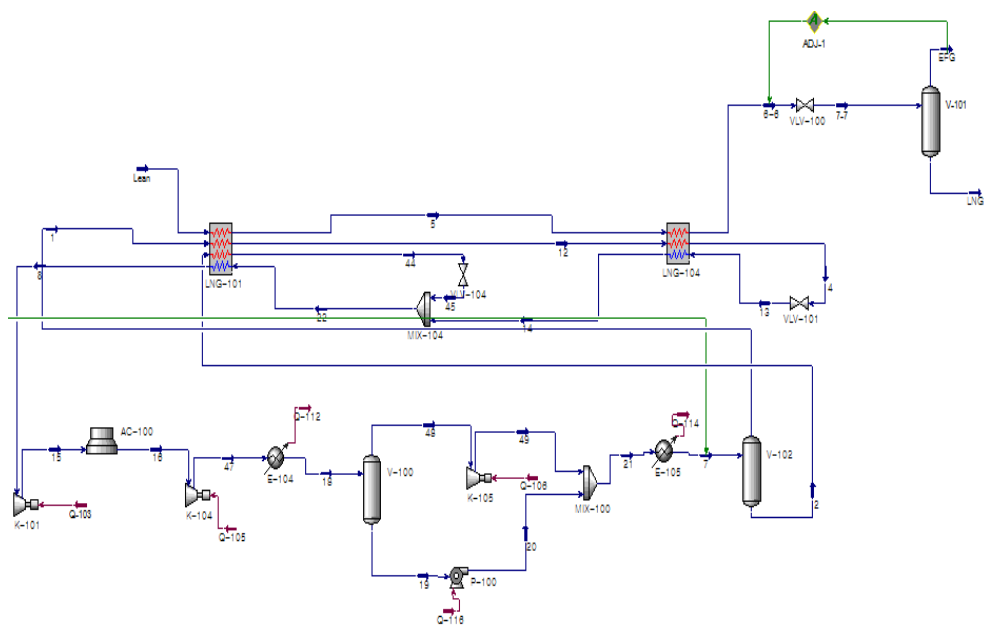 A
ADJ-1
EFG
6-6
VLV-100
7-7
V-101
LNG
Lean
1
5
8
44
12
LNG-101
LNG-104
4
VLV-104
45
22
14
13
MIX-104
VLV-101
AC-100
15
16
K-101
Q-103
47
K-104
Q-105
Q-112
E-104
18
V-100
49
K-105
Q-106
MIX-100
21
Q-114
E-105
7
V-102
2
19
P-100
20
Q-116